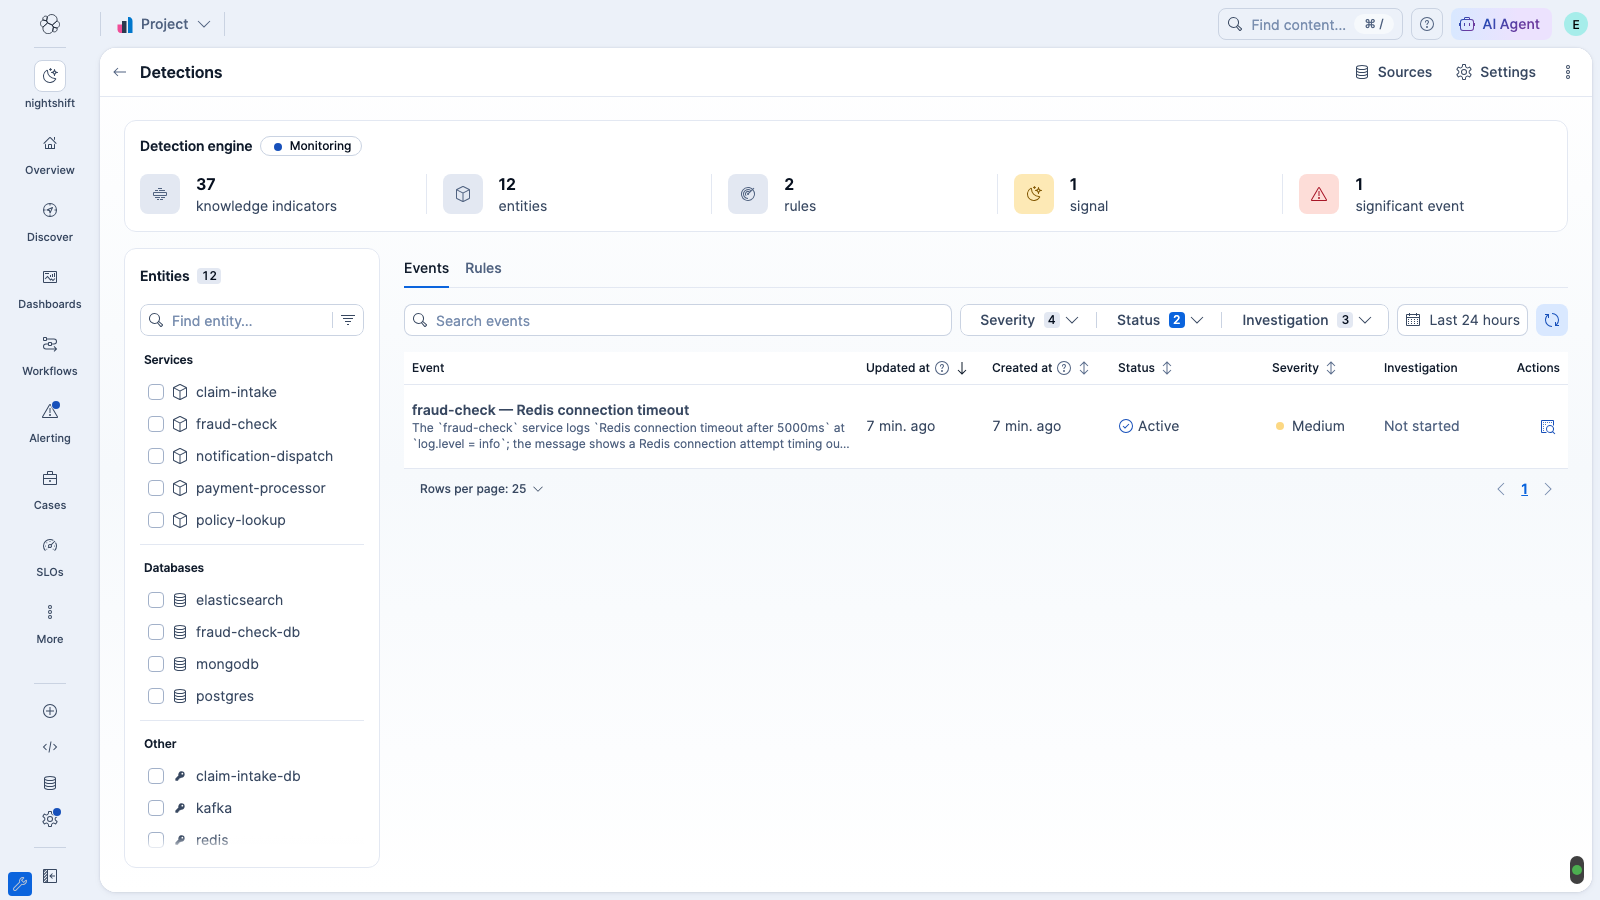 Project
Find content...
⌘ /
AI Agent
E
nightshift
Overview
Discover
Dashboards
Workflows
Alerting
Cases
SLOs
More
Detections
Sources
Settings
Detection engine
Monitoring
37
knowledge indicators
12
entities
2
rules
1
signal
1
significant event
Entities 12
Find entity...
Services
claim-intake
fraud-check
notification-dispatch
payment-processor
policy-lookup
Databases
elasticsearch
fraud-check-db
mongodb
postgres
Other
claim-intake-db
kafka
redis
Events Rules
Search events
Severity 4
Status 2
Investigation 3
Last 24 hours
Event Updated at Created at Status Severity Investigation Actions
fraud-check — Redis connection timeout
The `fraud-check` service logs `Redis connection timeout after 5000ms` at
`log.level = info`; the message shows a Redis connection attempt timing ou...
7 min. ago 7 min. ago Active Medium Not started
Rows per page: 25
1